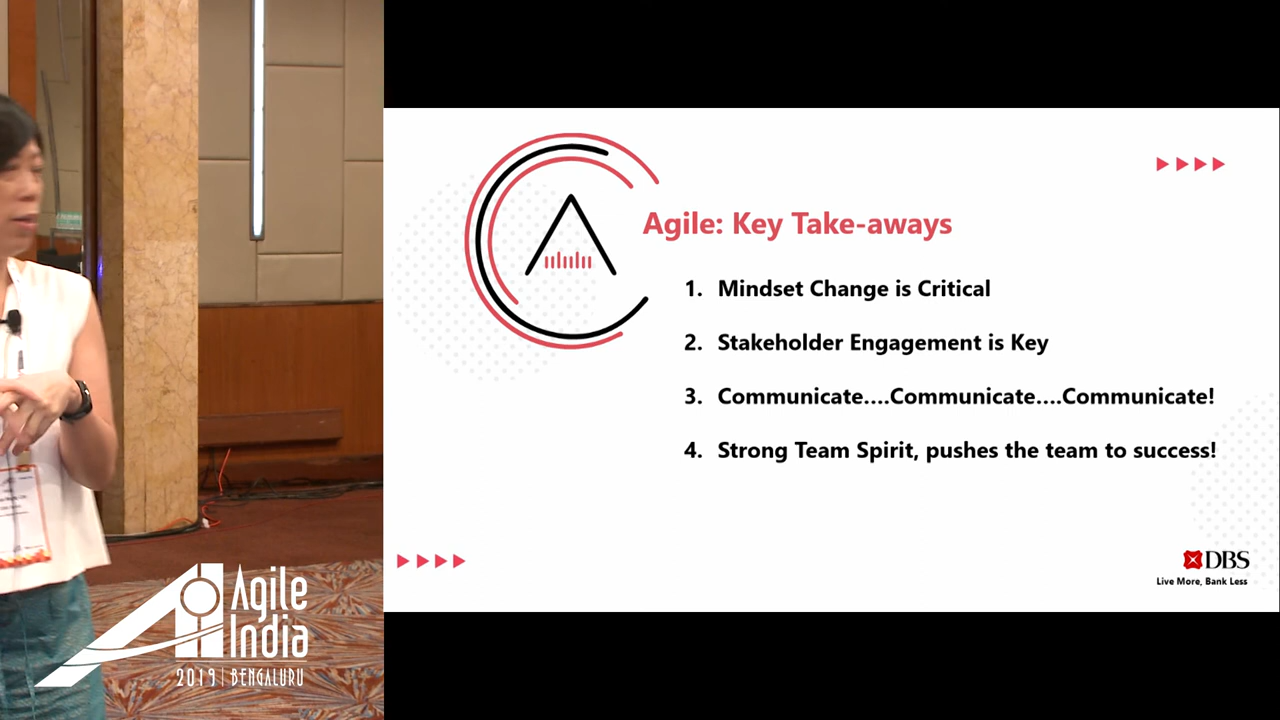 Agile: Key Take-aways
1. Mindset Change is Critical
2. Stakeholder Engagement is Key
3. Communicate....Communicate....Communicate!
4. Strong Team Spirit, pushes the team to success!
DBS
Live More, Bank Less
Agile
India
2019 | BENGALURU